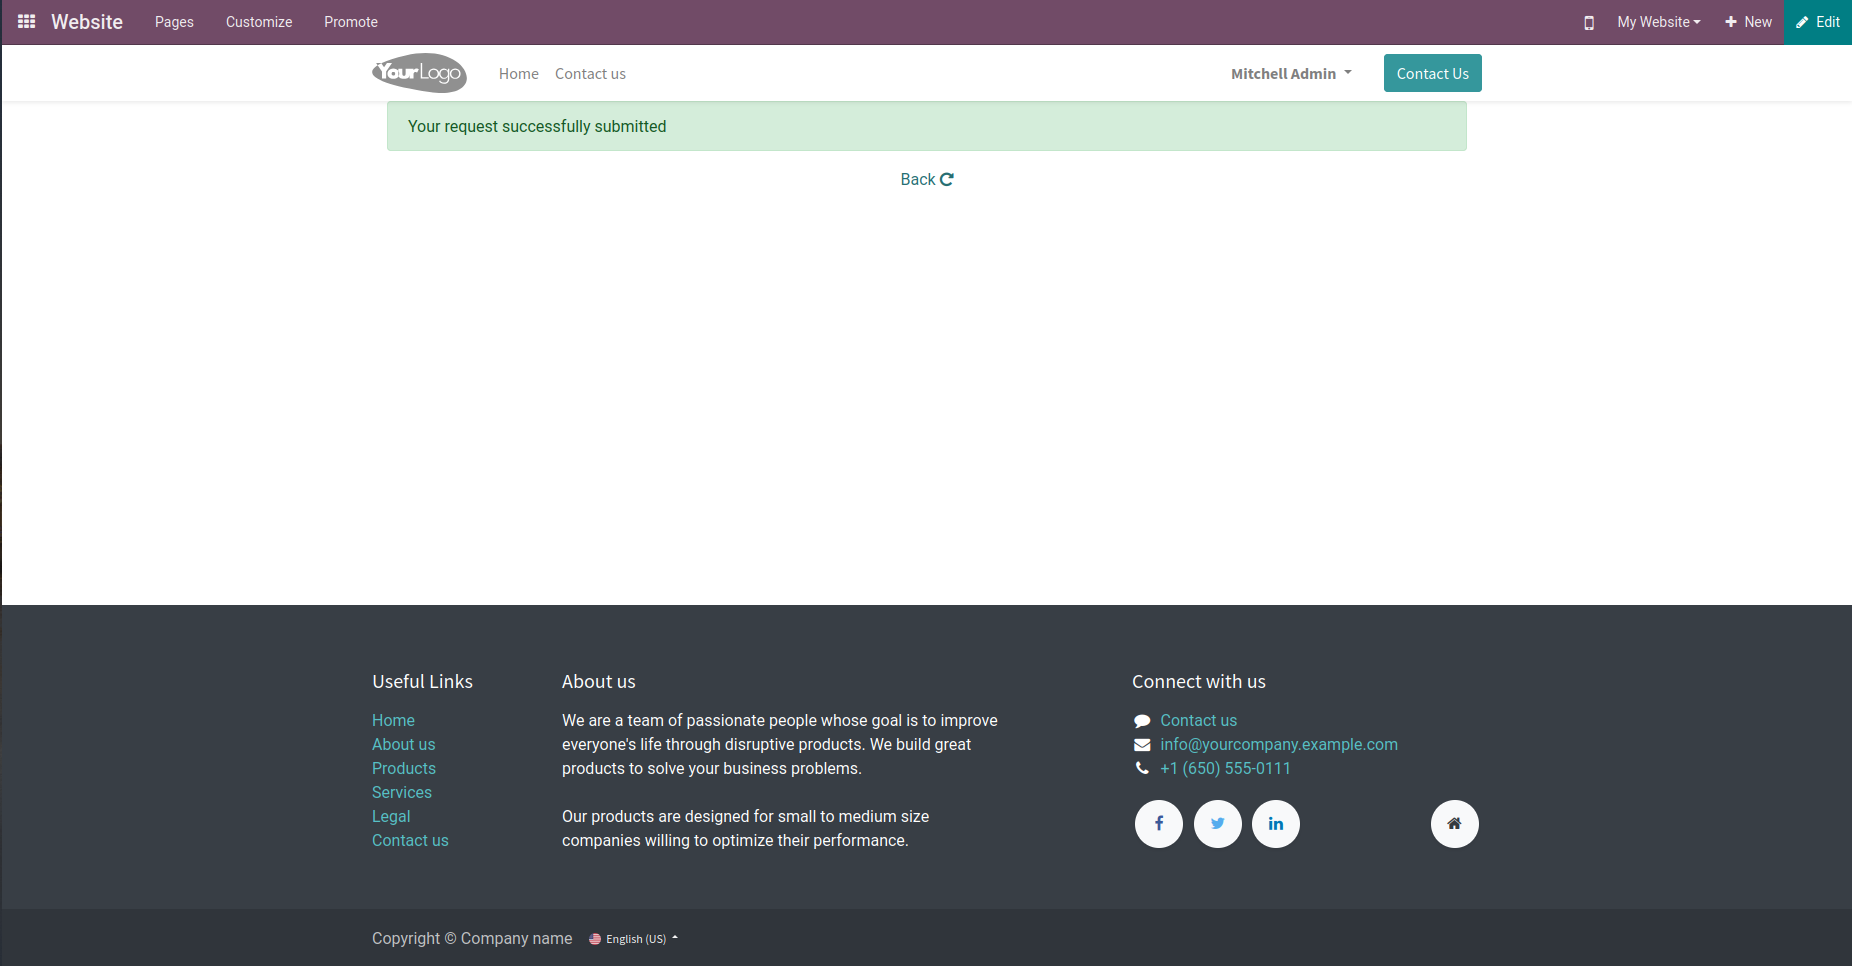 Website Pages Customize Promote My Website New Edit
YourLogo Home Contact us Mitchell Admin Contact Us
Your request successfully submitted
Back
Useful Links
Home
About us
Products
Services
Legal
Contact us
About us
We are a team of passionate people whose goal is to improve
everyone's life through disruptive products. We build great
products to solve your business problems.
Our products are designed for small to medium size
companies willing to optimize their performance.
Connect with us
Contact us
info@yourcompany.example.com
+1 (650) 555-0111
Copyright © Company name English (US)